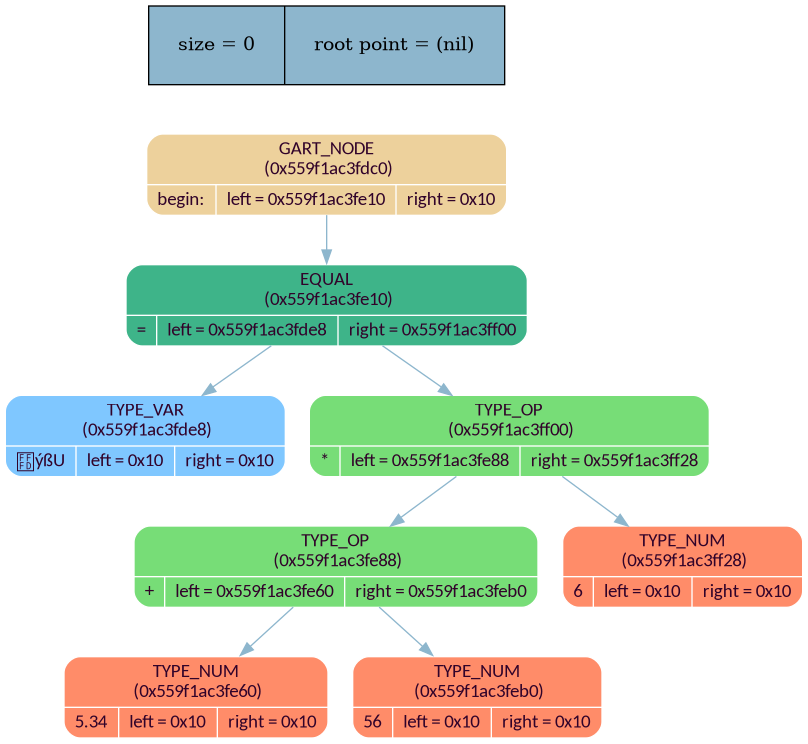 size = 0 root point = (nil)
GART_NODE
(0x559f1ac3fdc0)
begin: left = 0x559f1ac3fe10 right = 0x10
EQUAL
(0x559f1ac3fe10)
= left = 0x559f1ac3fde8 right = 0x559f1ac3ff00
TYPE_VAR
(0x559f1ac3fde8)
ýßU left = 0x10 right = 0x10
TYPE_OP
(0x559f1ac3ff00)
* left = 0x559f1ac3fe88 right = 0x559f1ac3ff28
TYPE_OP
(0x559f1ac3fe88)
+ left = 0x559f1ac3fe60 right = 0x559f1ac3feb0
TYPE_NUM
(0x559f1ac3ff28)
6 left = 0x10 right = 0x10
TYPE_NUM
(0x559f1ac3fe60)
5.34 left = 0x10 right = 0x10
TYPE_NUM
(0x559f1ac3feb0)
56 left = 0x10 right = 0x10